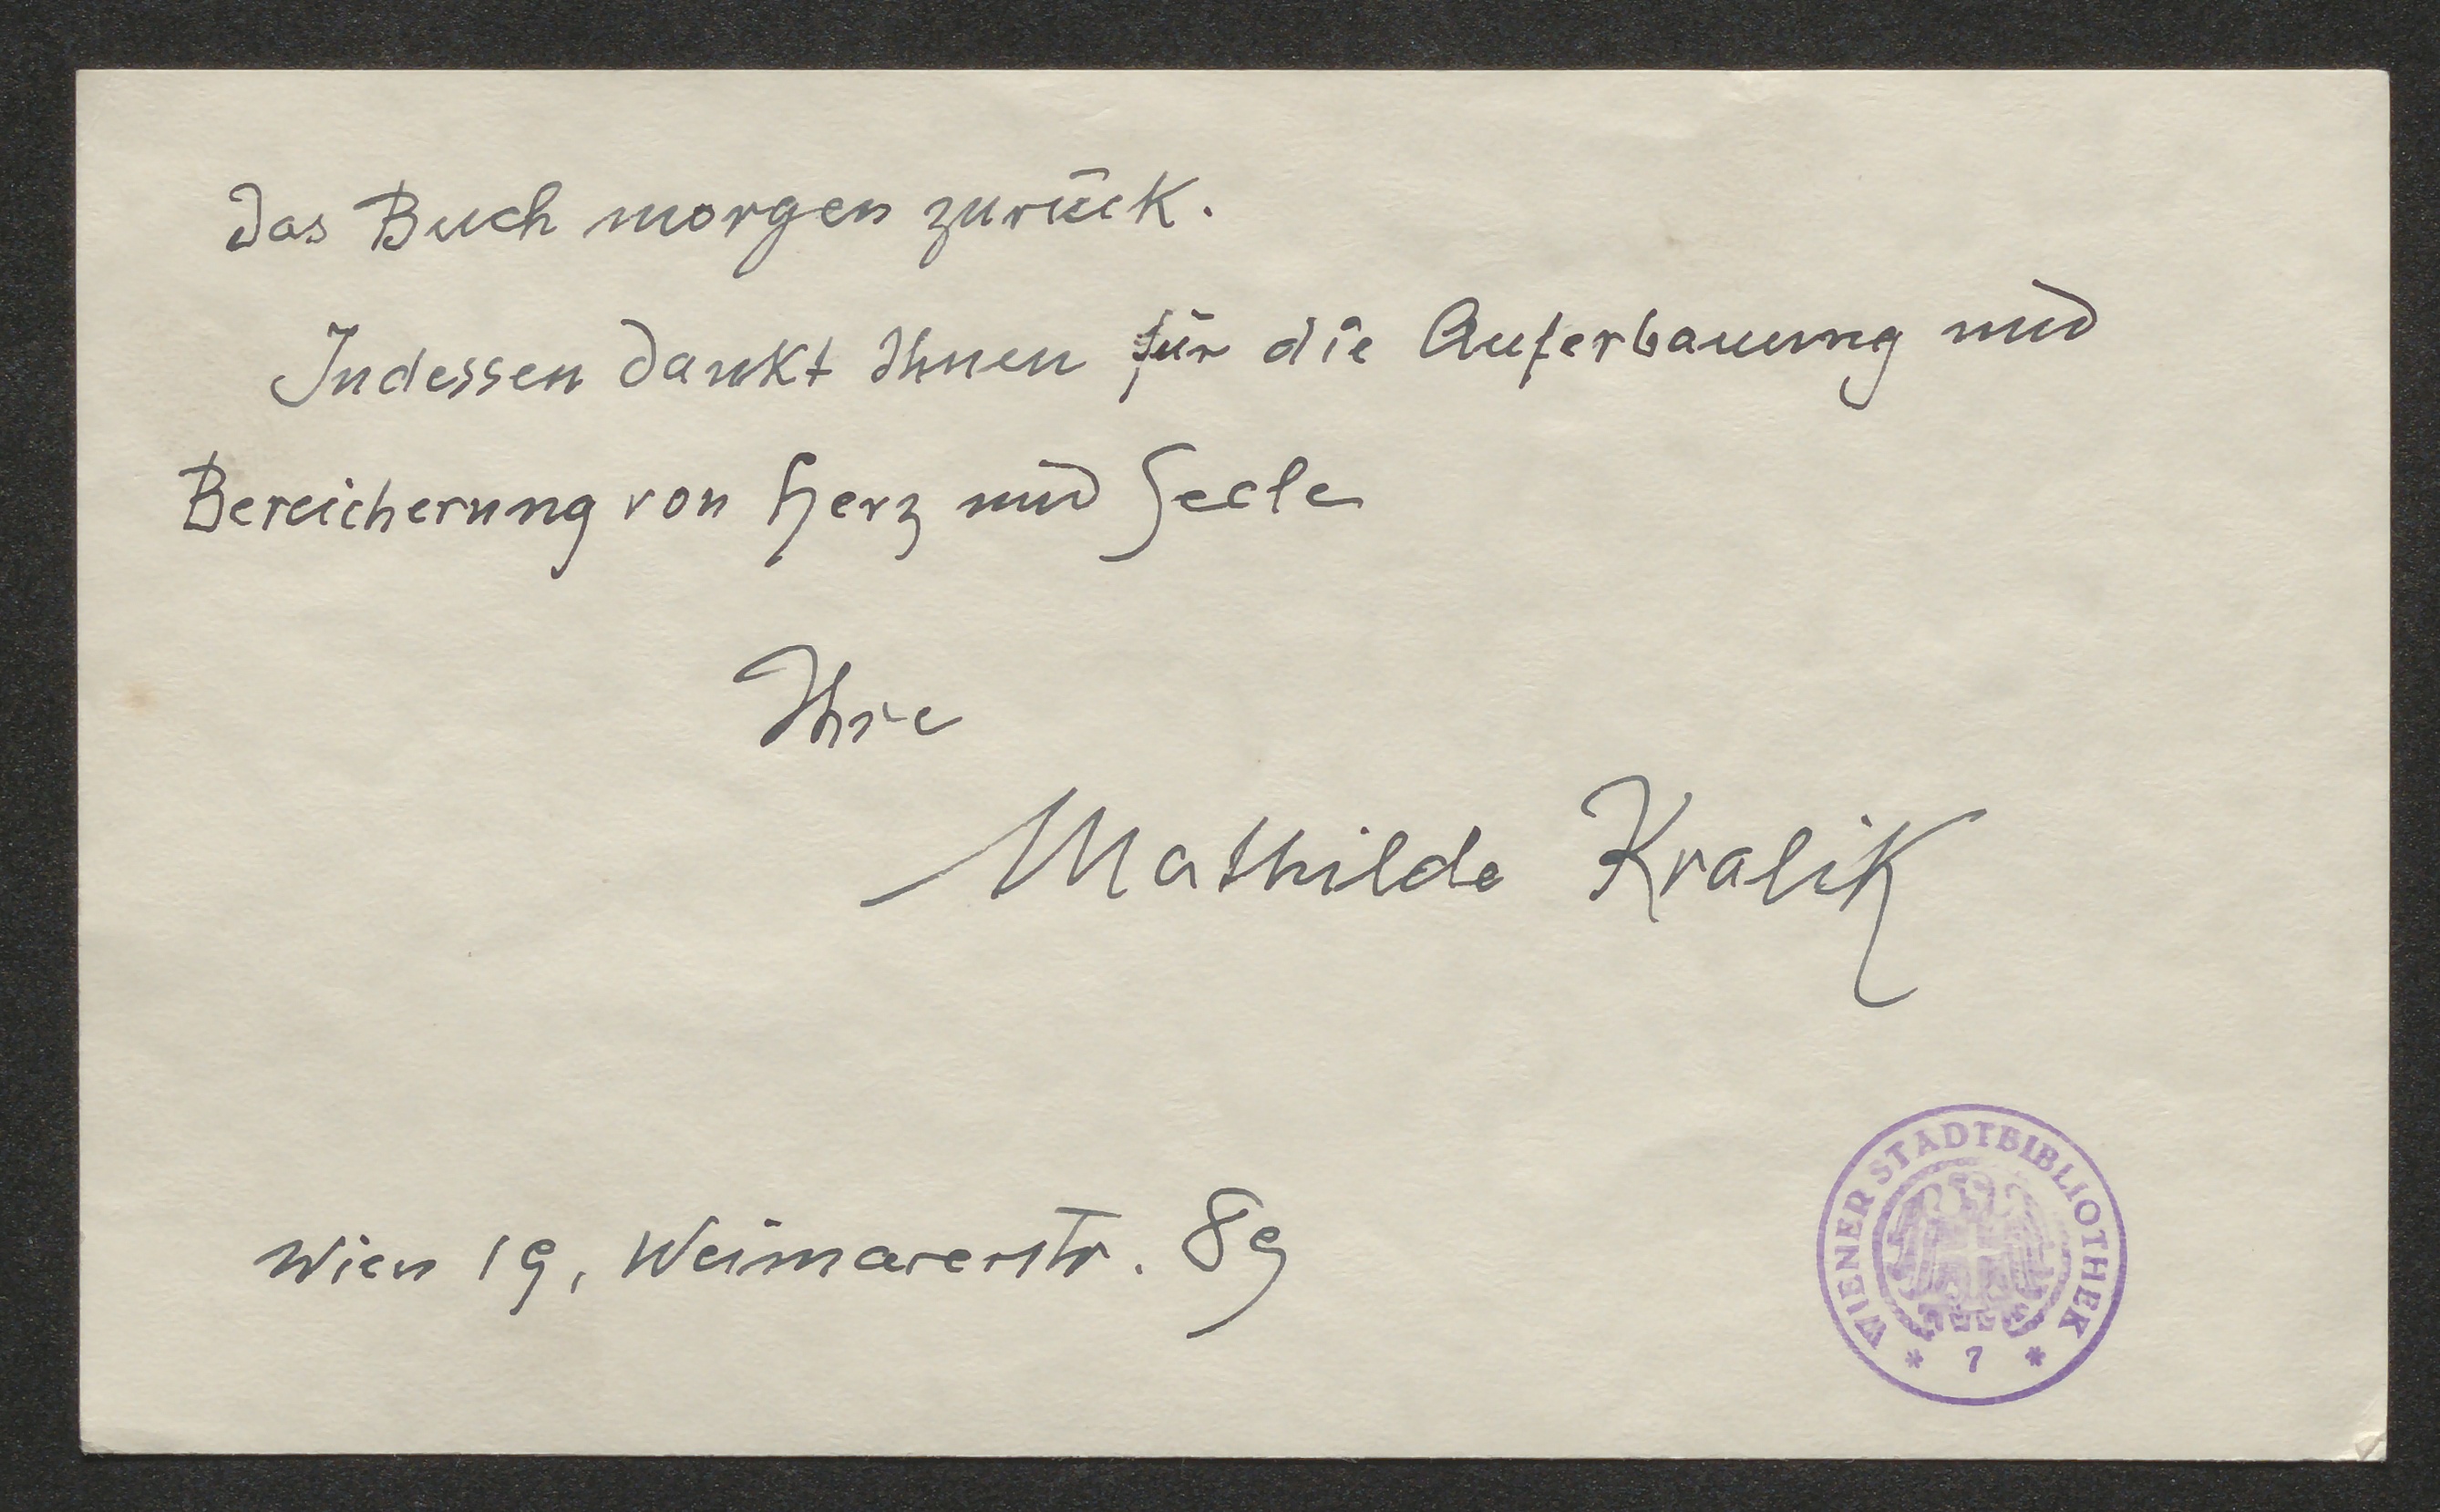 das Buch morgen zurück.
Indessen dankt Ihnen für die Auferbauung und
Bereicherung von Herz und Seele
Ihre
Mathilde Kralik
Wien 19, Weimarerstr. 89
WIENER STADTBIBLIOTHEK
* 7 *